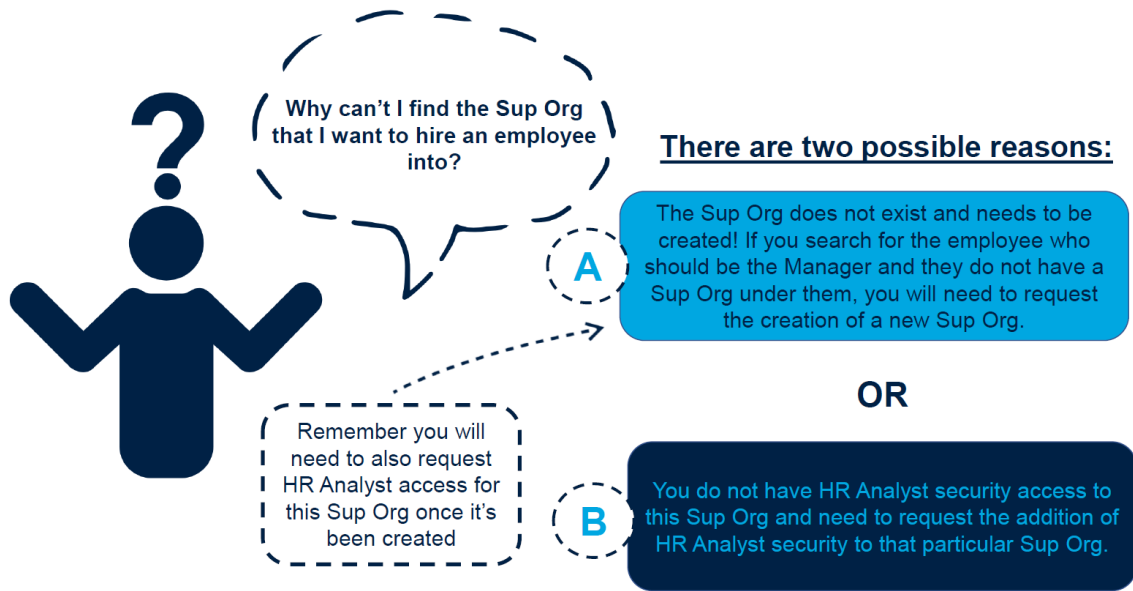 ?
Why can’t I find the Sup Org
that I want to hire an employee
into?
There are two possible reasons:
A
The Sup Org does not exist and needs to be
created! If you search for the employee who
should be the Manager and they do not have a
Sup Org under them, you will need to request
the creation of a new Sup Org.
Remember you will
need to also request
HR Analyst access for
this Sup Org once it’s
been created
OR
B
You do not have HR Analyst security access to
this Sup Org and need to request the addition of
HR Analyst security to that particular Sup Org.